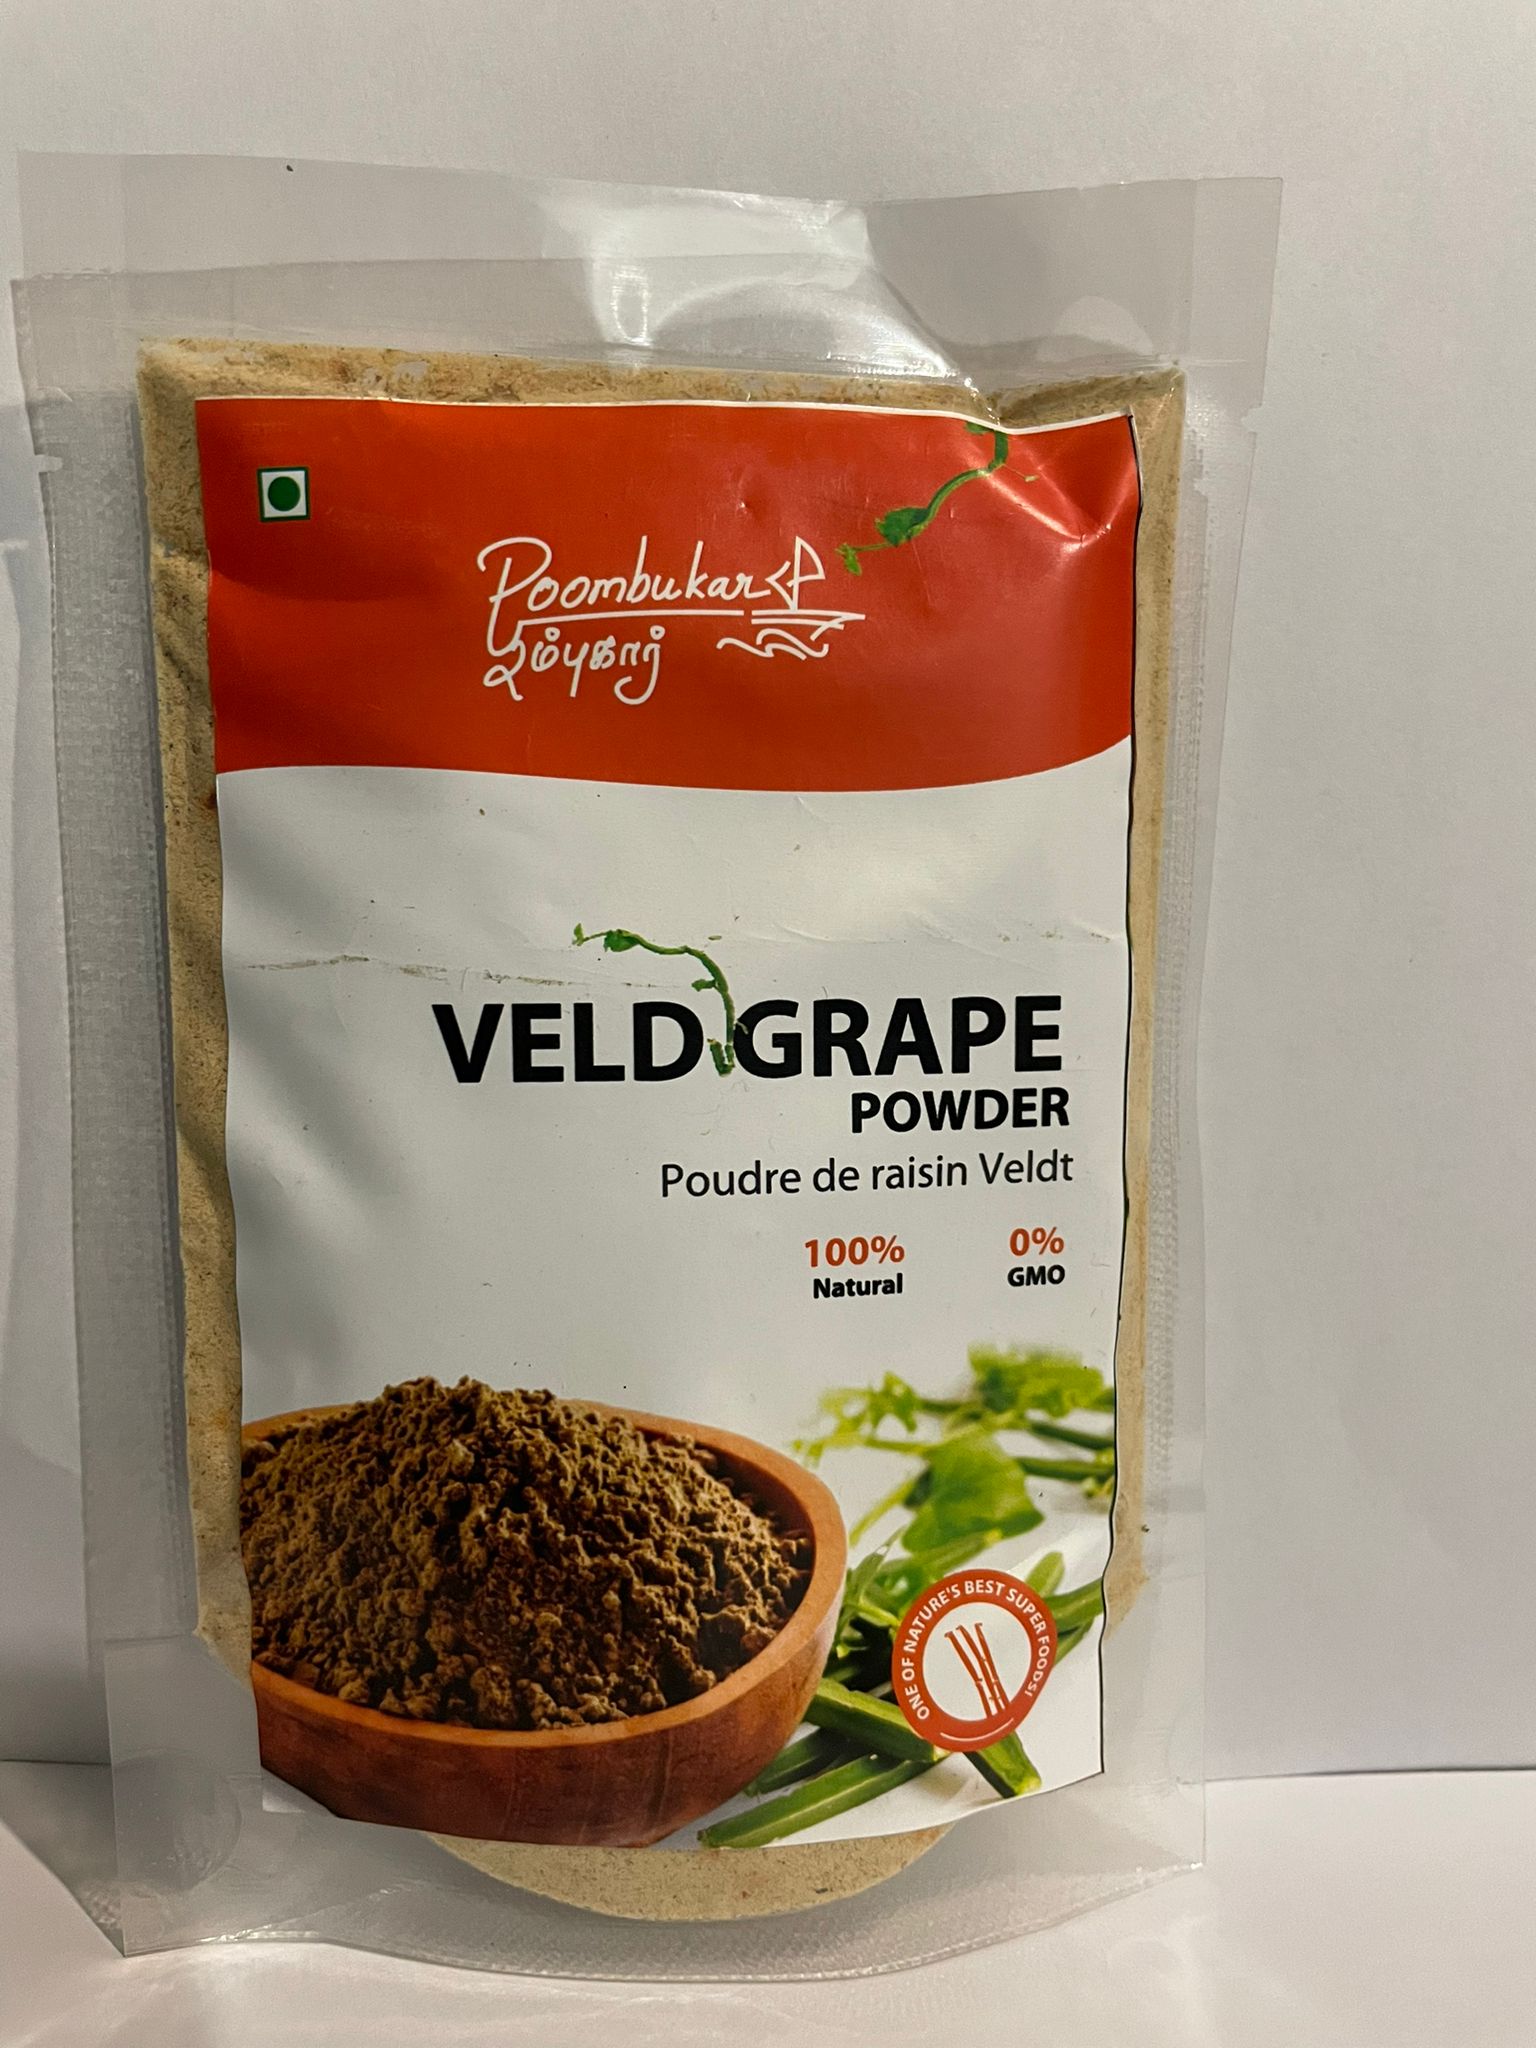 Poombukar
பூம்புகார்
VELD GRAPE
POWDER
Poudre de raisin Veldt
100%
Natural
0%
GMO
ONE OF NATURE'S BEST SUPER FOODS!